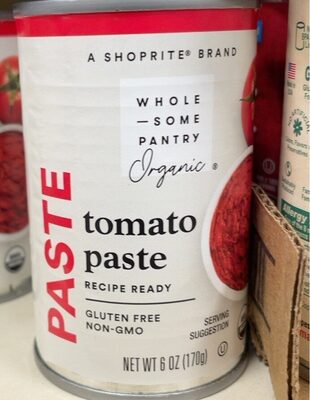 A SHOPRITE® BRAND
WHOLE
—SOME
PANTRY
Organic®
PASTE
tomato
paste
RECIPE READY
GLUTEN FREE
NON-GMO
SERVING
SUGGESTION
NET WT 6 OZ (170g)
U
Allergy